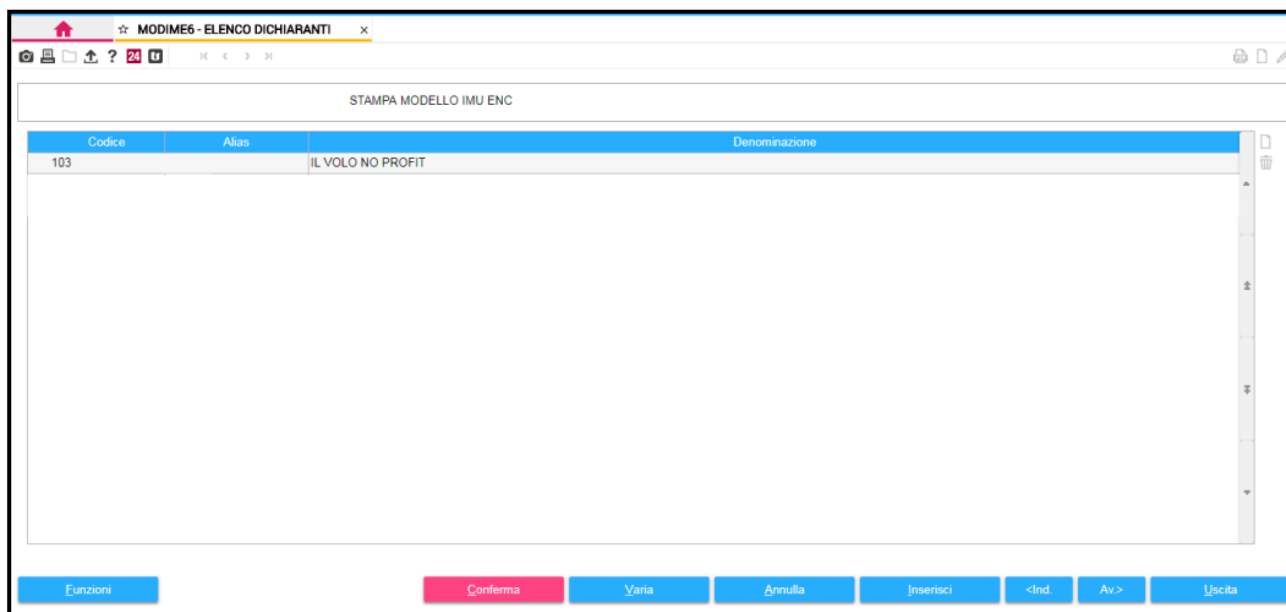 ☆ MODIME6 - ELENCO DICHIARANTI ×
? 24
STAMPA MODELLO IMU ENC
Codice Alias Denominazione
103 IL VOLO NO PROFIT
Funzioni Conferma Varia Annulla Inserisci <Ind. Av.> Uscita